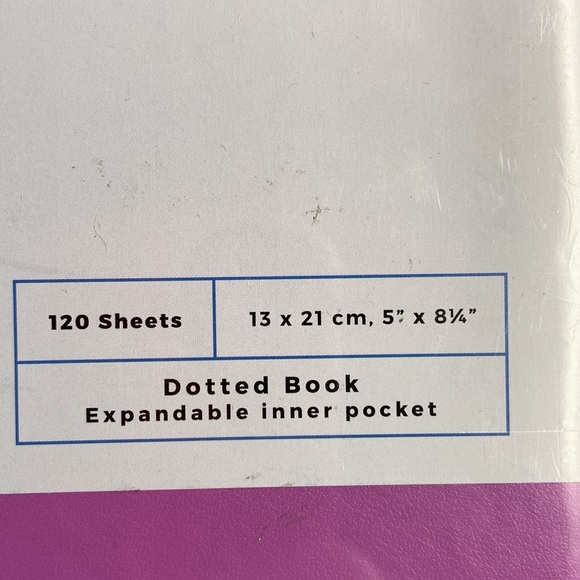 120 Sheets
13 x 21 cm, 5” x 8¼”
Dotted Book
Expandable inner pocket